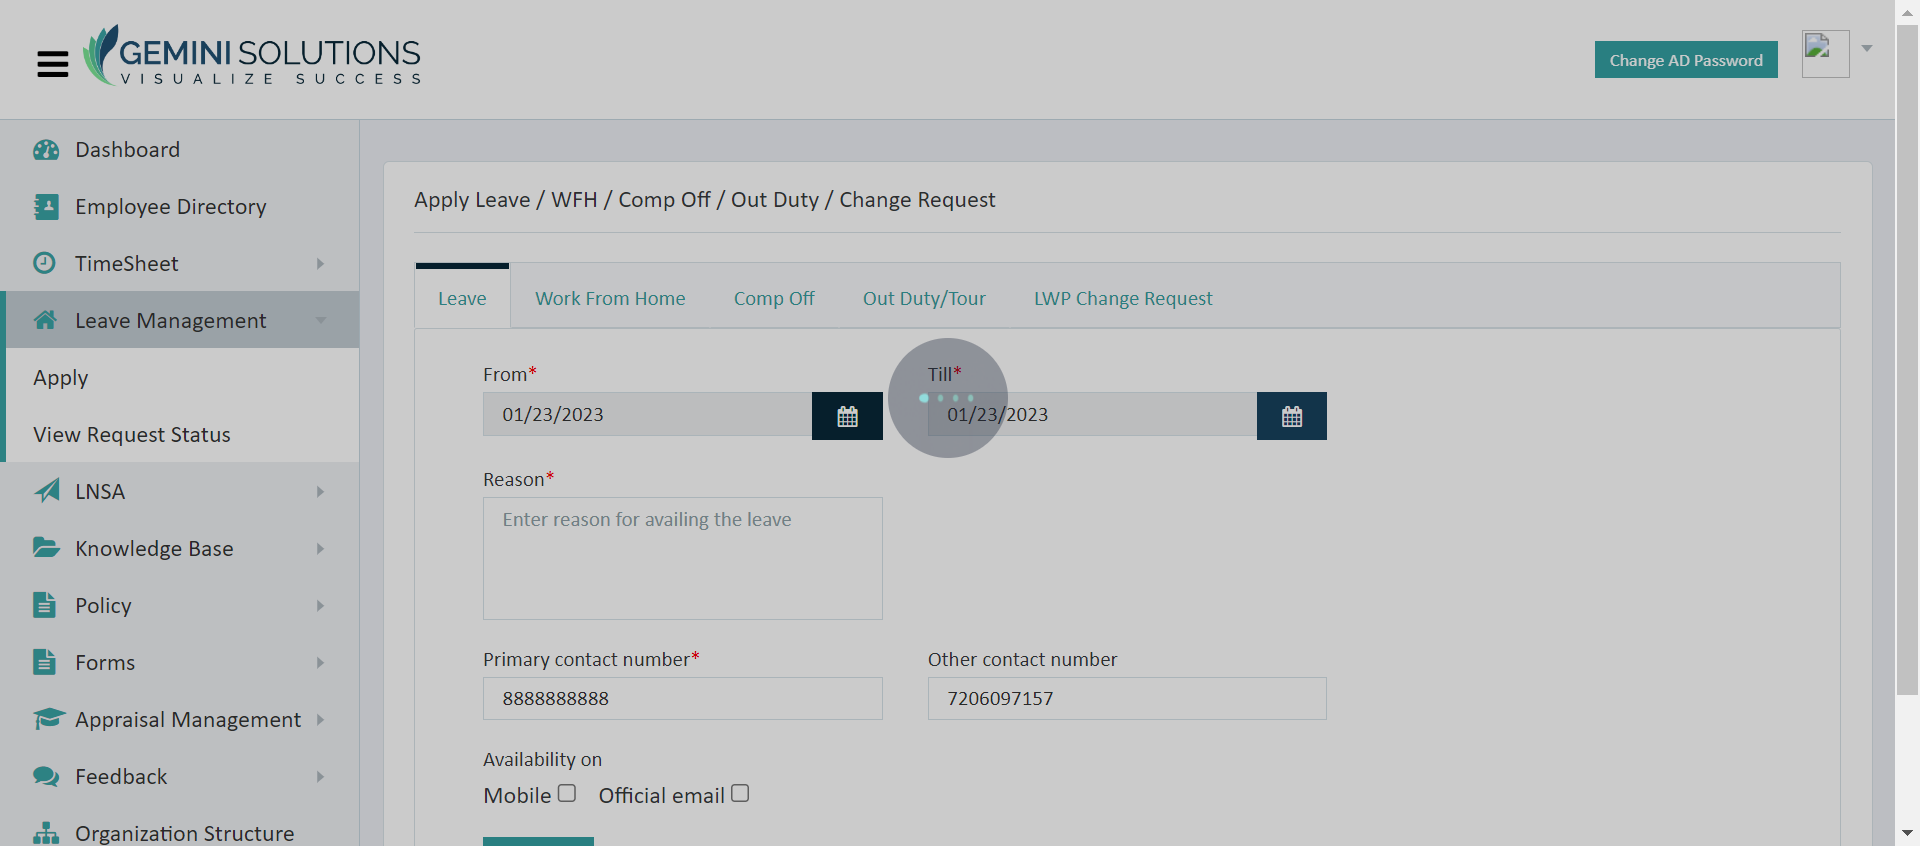 GEMINI SOLUTIONS
VISUALIZE SUCCESS
Change AD Password
Dashboard
Employee Directory
TimeSheet
Leave Management
Apply
View Request Status
LNSA
Knowledge Base
Policy
Forms
Appraisal Management
Feedback
Organization Structure
Apply Leave / WFH / Comp Off / Out Duty / Change Request
Leave Work From Home Comp Off Out Duty/Tour LWP Change Request
From* Till*
01/23/2023 01/23/2023
Reason*
Enter reason for availing the leave
Primary contact number* Other contact number
8888888888 7206097157
Availability on
Mobile Official email